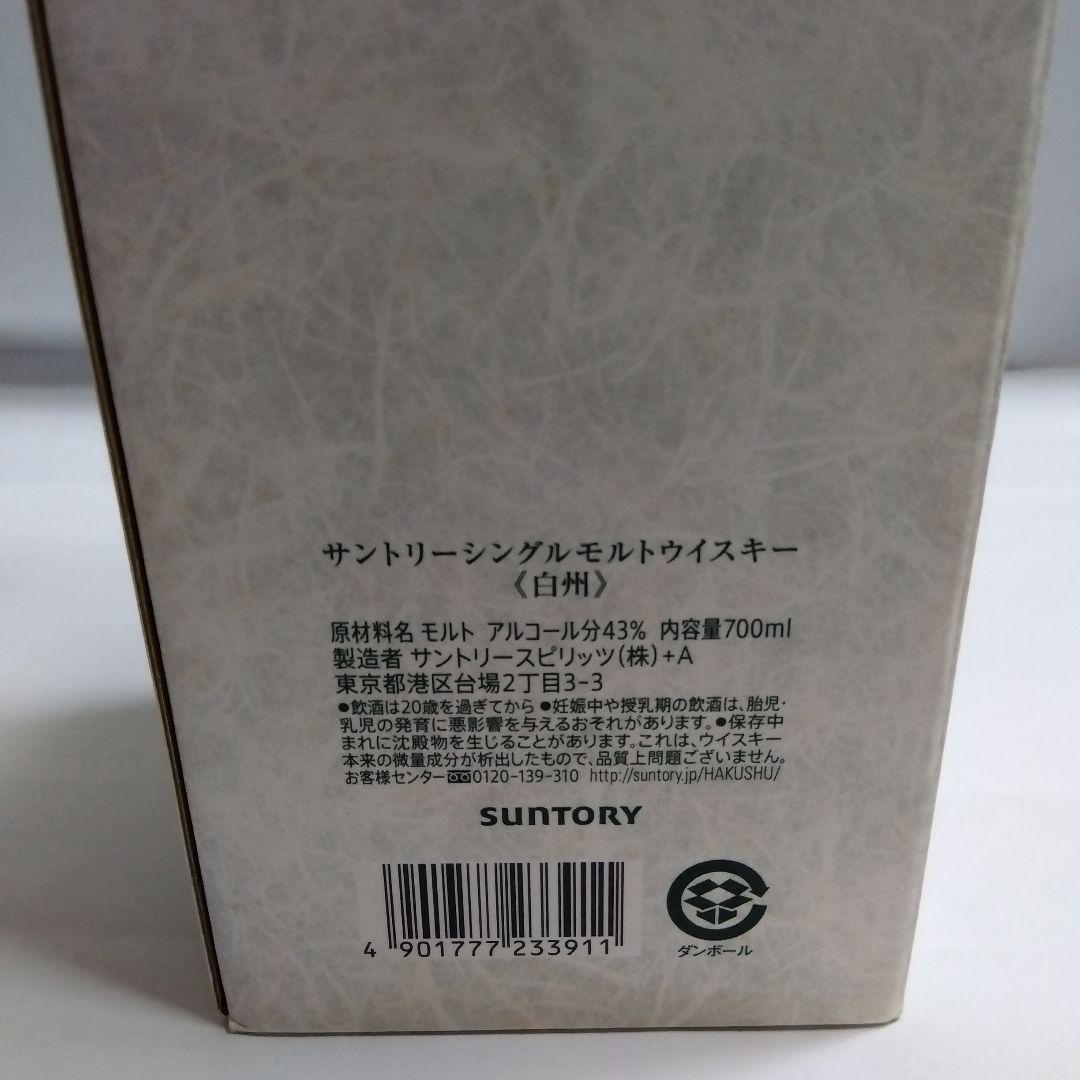 サントリーシングルモルトウイスキー
《白州》
原材料名 モルト アルコール分43% 内容量700ml
製造者 サントリースピリッツ(株)+A
東京都港区台場2丁目3-3
●飲酒は20歳を過ぎてから ●妊娠中や授乳期の飲酒は、胎児・
乳児の発育に悪影響を与えるおそれがあります。●保存中
まれに沈殿物を生じることがあります。これは、ウイスキー
本来の微量成分が析出したもので、品質上問題ございません。
お客様センター 0120-139-310 http://suntory.jp/HAKUSHU/
SUNTORY
4 901777 233911
ダンボール